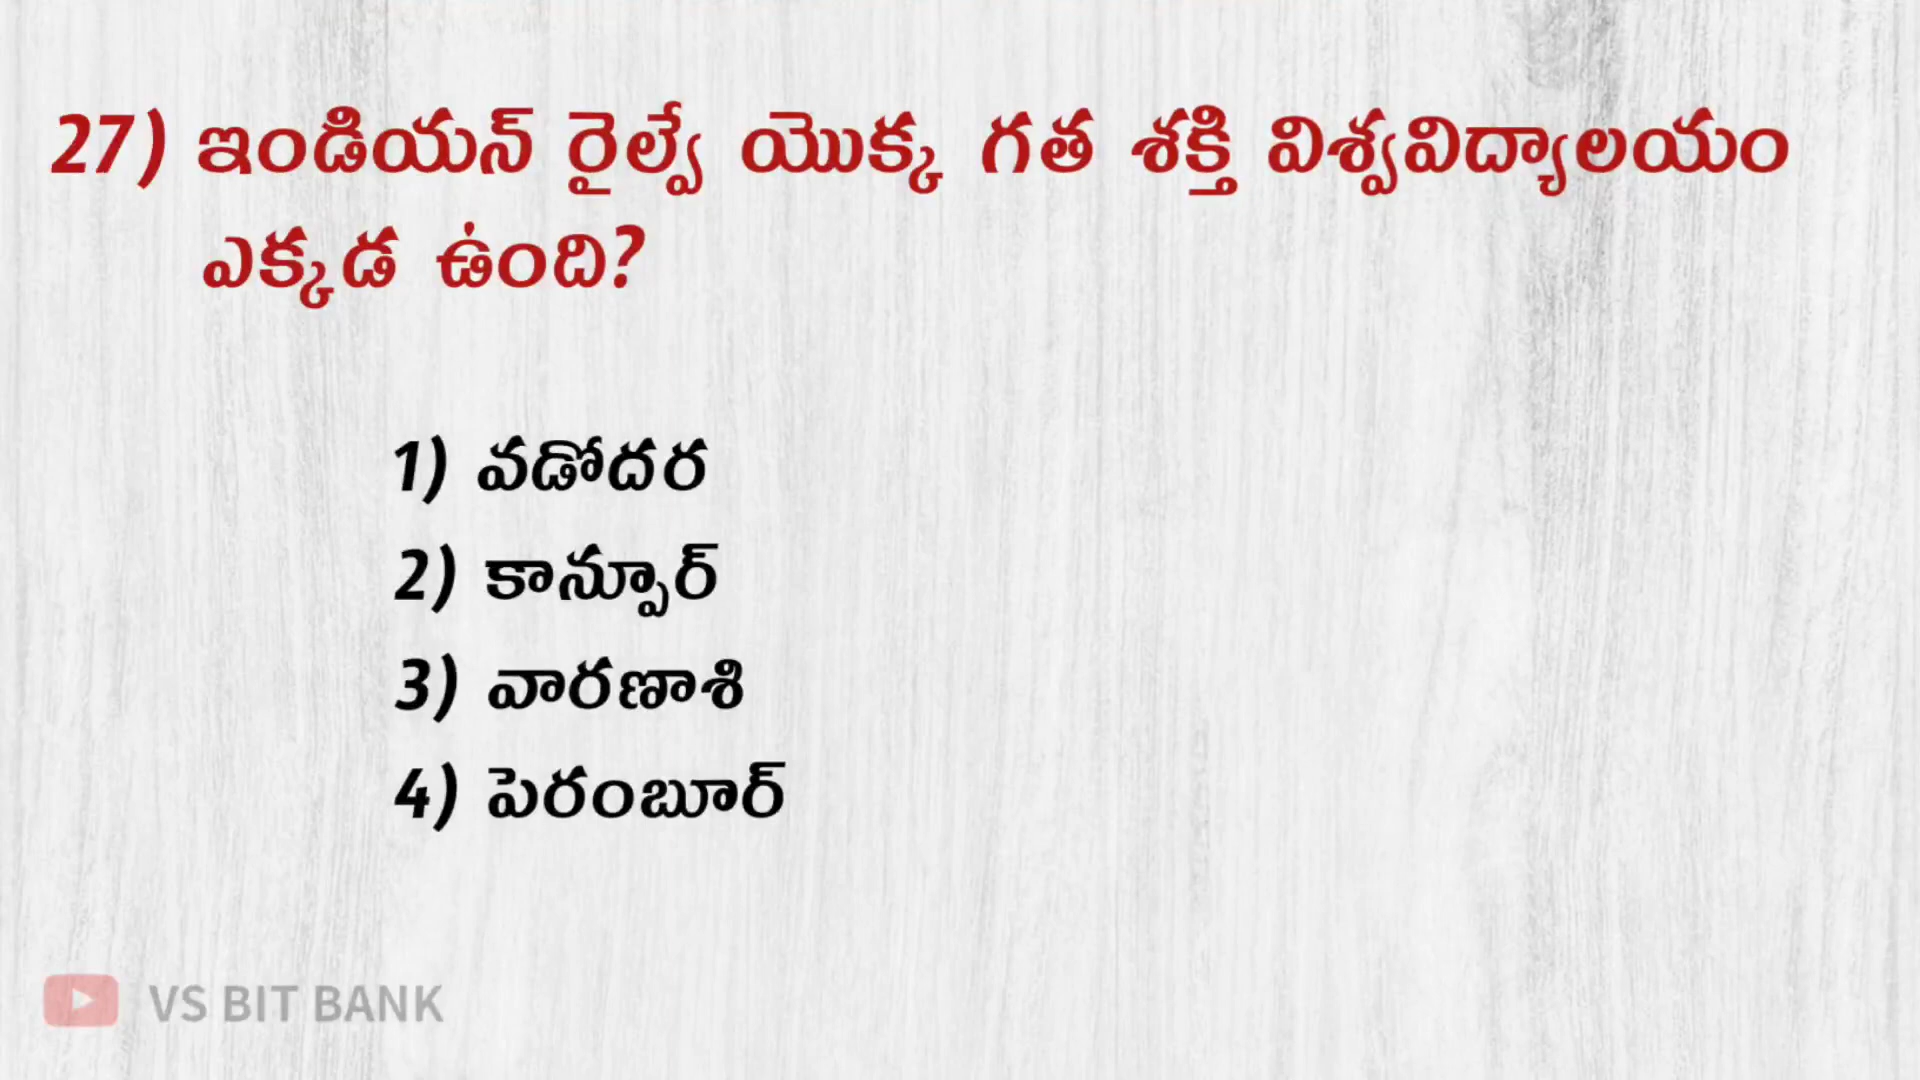 27) ఇండియన్ రైల్వే యొక్క గత శక్తి విశ్వవిద్యాలయం
ఎక్కడ ఉంది?
1) వడోదర
2) కాన్పూర్
3) వారణాశి
4) పెరంబూర్
VS BIT BANK